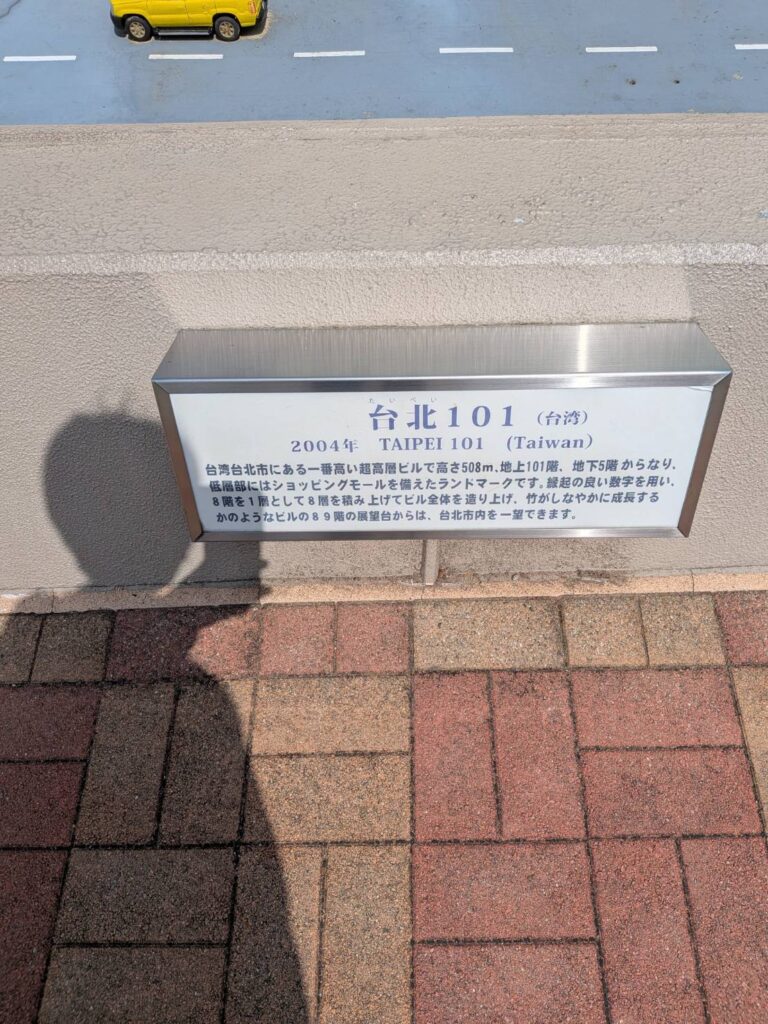 たいぺい
台北101（台湾）
2004年　TAIPEI 101　(Taiwan)
台湾台北市にある一番高い超高層ビルで高さ508m、地上101階、地下5階からなり、
低層部にはショッピングモールを備えたランドマークです。縁起の良い数字を用い、
8階を1層として8層を積み上げてビル全体を造り上げ、竹がしなやかに成長する
かのようなビルの89階の展望台からは、台北市内を一望できます。